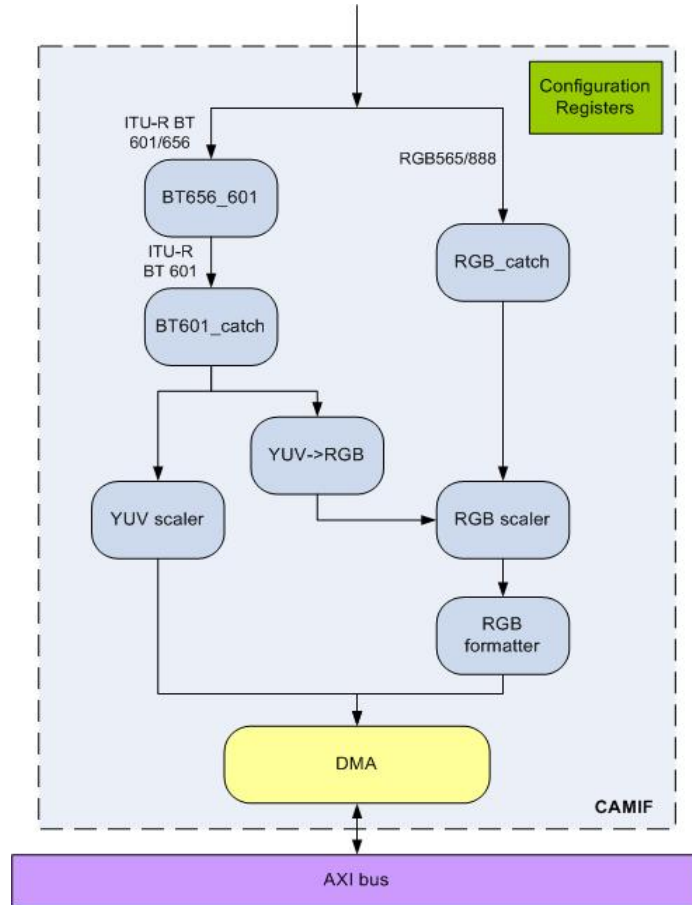 Configuration
Registers
ITU-R BT
601/656
RGB565/888
BT656_601
ITU-R
BT 601
RGB_catch
BT601_catch
YUV->RGB
YUV scaler
RGB scaler
RGB
formatter
DMA
CAMIF
AXI bus